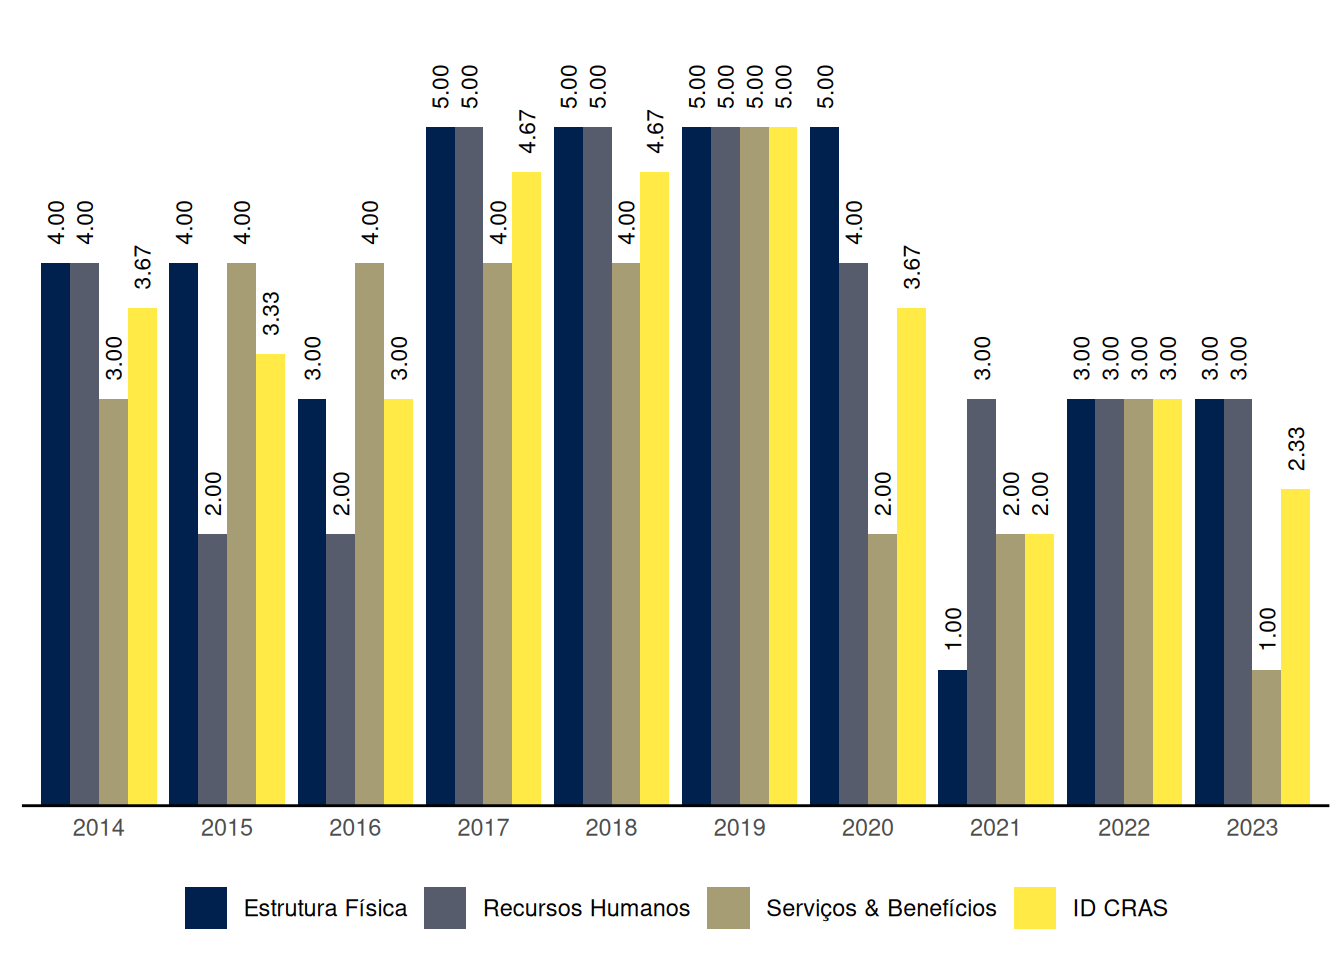 5.00 5.00 5.00 5.00 5.00 5.00 5.00 5.00 5.00
4.67 4.67
4.00 4.00 4.00 4.00 4.00 4.00 4.00 4.00
3.67 3.67
3.33
3.00 3.00 3.00 3.00 3.00 3.00 3.00 3.00 3.00 3.00
2.33
2.00 2.00 2.00 2.00 2.00
1.00 1.00
2014 2015 2016 2017 2018 2019 2020 2021 2022 2023
Estrutura Física Recursos Humanos Serviços & Benefícios ID CRAS